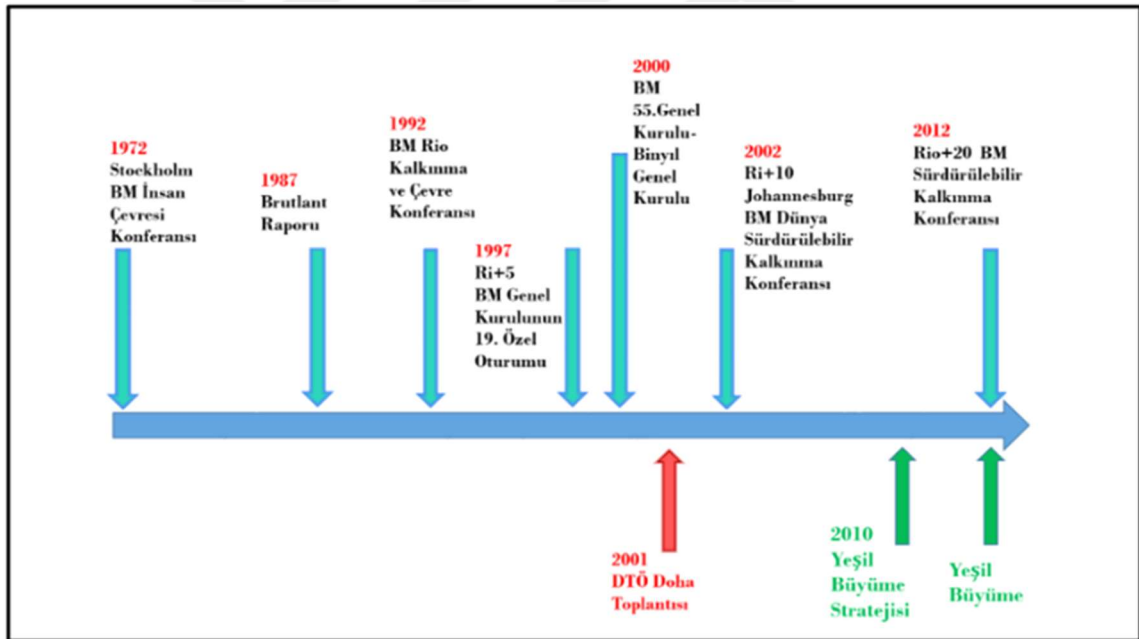 1972
Stockholm
BM İnsan
Çevresi
Konferansı
1987
Brutlant
Raporu
1992
BM Rio
Kalkınma
ve Çevre
Konferansı
1997
Ri+5
BM Genel
Kurulunun
19. Özel
Oturumu
2000
BM
55.Genel
Kurulu-
Binyıl
Genel
Kurulu
2002
Ri+10
Johannesburg
BM Dünya
Sürdürülebilir
Kalkınma
Konferansı
2012
Rio+20 BM
Sürdürülebilir
Kalkınma
Konferansı
2001
DTÖ Doha
Toplantısı
2010
Yeşil
Büyüme
Stratejisi
Yeşil
Büyüme